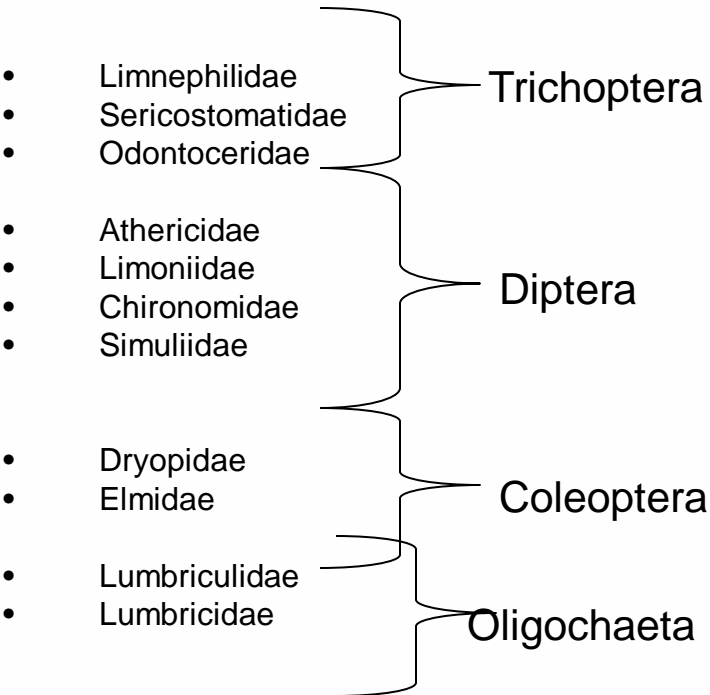 • Limnephilidae
• Sericostomatidae
• Odontoceridae
Trichoptera
• Athericidae
• Limoniidae
• Chironomidae
• Simuliidae
Diptera
• Dryopidae
• Elmidae
Coleoptera
• Lumbriculidae
• Lumbricidae
Oligochaeta